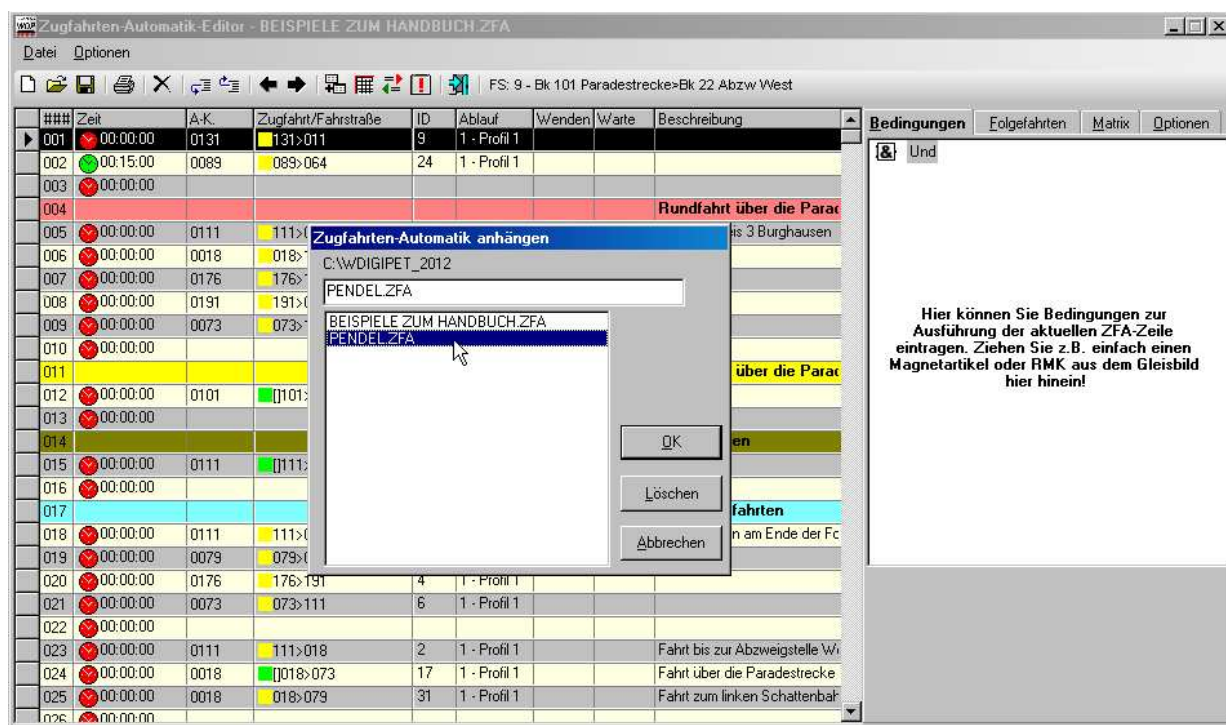 Zugfahrten-Automatik-Editor - BEISPIELE ZUM HANDBUCH.ZFA
Datei Optionen
FS: 9 - Bk 101 Paradestrecke>Bk 22 Abzw West
### Zeit A-K. Zugfahrt/Fahrstraße ID Ablauf Wenden Warte Beschreibung
001 00:00:00 0131 131>011 9 1 - Profil 1
002 00:15:00 0089 089>064 24 1 - Profil 1
003 00:00:00
004 Rundfahrt über die Parac
005 00:00:00 0111 111> is 3 Burghausen
006 00:00:00 0018 018>
007 00:00:00 0176 176>
008 00:00:00 0191 191>
009 00:00:00 0073 073>
010 00:00:00
011 über die Parac
012 00:00:00 0101 []101
013 00:00:00
014 en
015 00:00:00 0111 []111
016 00:00:00
017 fahrten
018 00:00:00 0111 111> n am Ende der Fc
019 00:00:00 0079 079>
020 00:00:00 0176 176>191 4 1 - Profil 1
021 00:00:00 0073 073>111 6 1 - Profil 1
022 00:00:00
023 00:00:00 0111 111>018 2 1 - Profil 1 Fahrt bis zur Abzweigstelle W
024 00:00:00 0018 []018>073 17 1 - Profil 1 Fahrt über die Paradestrecke
025 00:00:00 0018 018>079 31 1 - Profil 1 Fahrt zum linken Schattenbah
026 00:00:00
Zugfahrten-Automatik anhängen
C:\WDIGIPET_2012
PENDEL.ZFA
BEISPIELE ZUM HANDBUCH.ZFA
PENDEL.ZFA
OK
Löschen
Abbrechen
Bedingungen Folgefahrten Matrix Optionen
{&} Und
Hier können Sie Bedingungen zur
Ausführung der aktuellen ZFA-Zeile
eintragen. Ziehen Sie z.B. einfach einen
Magnetartikel oder RMK aus dem Gleisbild
hier hinein!